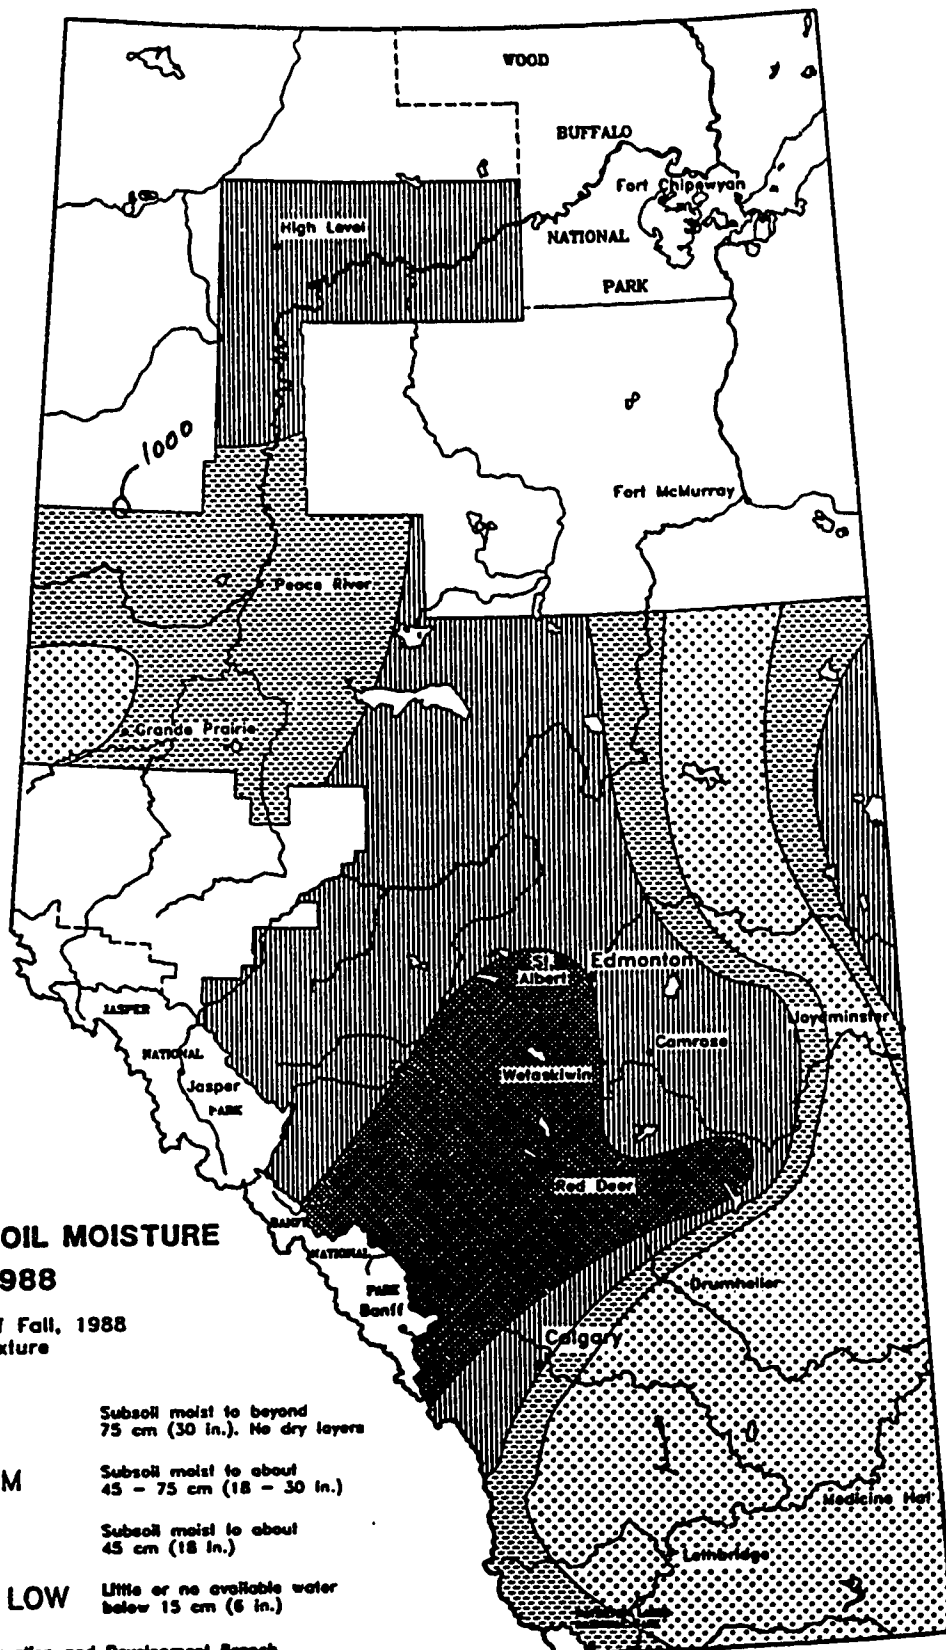 WOOD
BUFFALO
Fort Chipewyan
High Level
NATIONAL
PARK
1000
Fort McMurray
Peace River
Grande Prairie
St. Albert
Edmonton
JASPER
Lloydminster
Camrose
NATIONAL
Wetaskiwin
Jasper
PARK
Red Deer
BANFF
OIL MOISTURE
NATIONAL
988
PARK
Drumheller
Banff
Fall, 1988
Calgary
xture
Subsoil moist to beyond
75 cm (30 in.). No dry layers
M
Subsoil moist to about
45 - 75 cm (18 - 30 in.)
Medicine Hat
Subsoil moist to about
45 cm (18 in.)
Lethbridge
LOW
Little or no available water
below 15 cm (6 in.)
and Development Branch